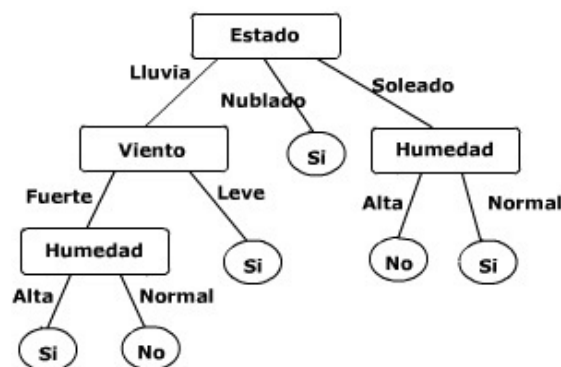 Estado
Lluvia
Nublado
Soleado
Viento
Si
Humedad
Fuerte
Leve
Alta
Normal
Humedad
Si
No
Si
Alta
Normal
Si
No